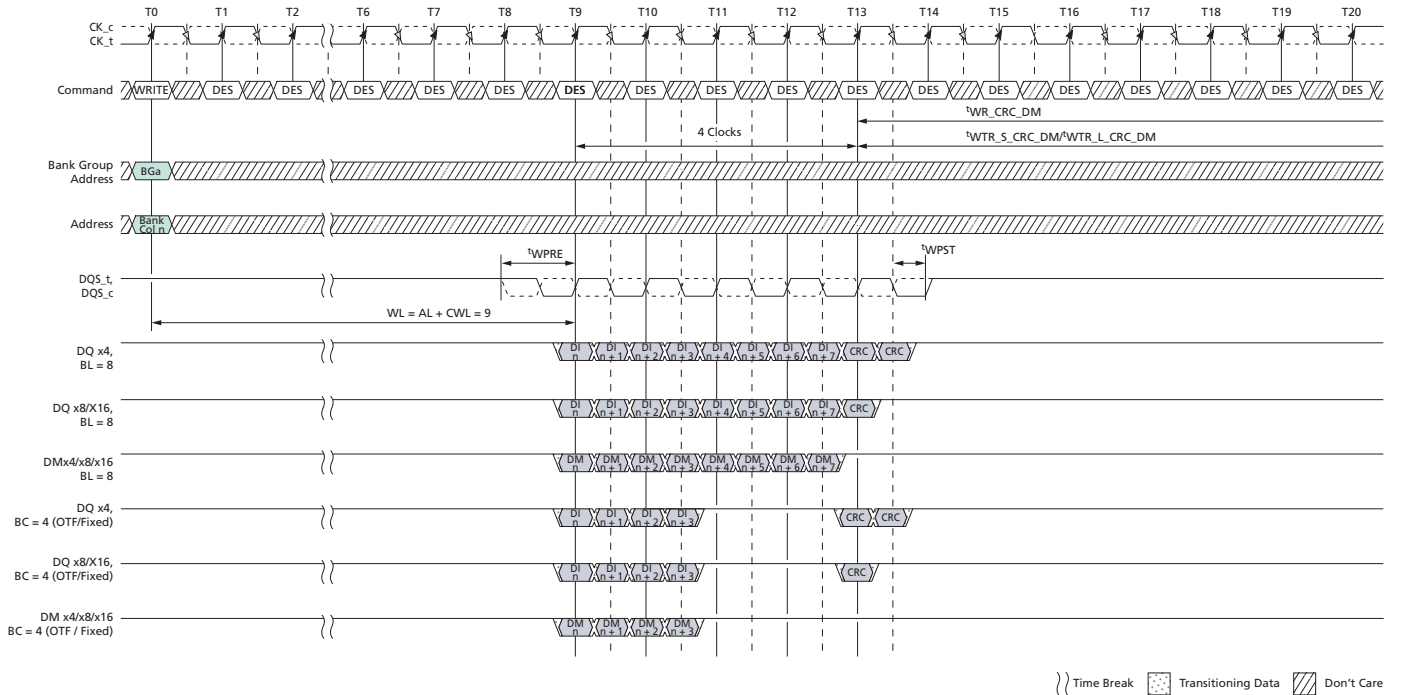 T0 T1 T2 T6 T7 T8 T9 T10 T11 T12 T13 T14 T15 T16 T17 T18 T19 T20
CK_c
CK_t
Command WRITE DES DES DES DES DES DES DES DES DES DES DES DES DES DES DES DES DES
tWR_CRC_DM
4 Clocks tWTR_S_CRC_DM/tWTR_L_CRC_DM
Bank Group
Address BGa
Address Bank
Col n
tWPRE tWPST
DQS_t,
DQS_c
WL = AL + CWL = 9
DQ x4,
BL = 8
DI n DI n + 1 DI n + 2 DI n + 3 DI n + 4 DI n + 5 DI n + 6 DI n + 7 CRC CRC
DQ x8/X16,
BL = 8
DI n DI n + 1 DI n + 2 DI n + 3 DI n + 4 DI n + 5 DI n + 6 DI n + 7 CRC
DMx4/x8/x16
BL = 8
DM n DM n + 1 DM n + 2 DM n + 3 DM n + 4 DM n + 5 DM n + 6 DM n + 7
DQ x4,
BC = 4 (OTF/Fixed)
DI n DI n + 1 DI n + 2 DI n + 3 CRC CRC
DQ x8/X16,
BC = 4 (OTF/Fixed)
DI n DI n + 1 DI n + 2 DI n + 3 CRC
DM x4/x8/x16
BC = 4 (OTF / Fixed)
DM n DM n + 1 DM n + 2 DM n + 3
Time Break Transitioning Data Don't Care